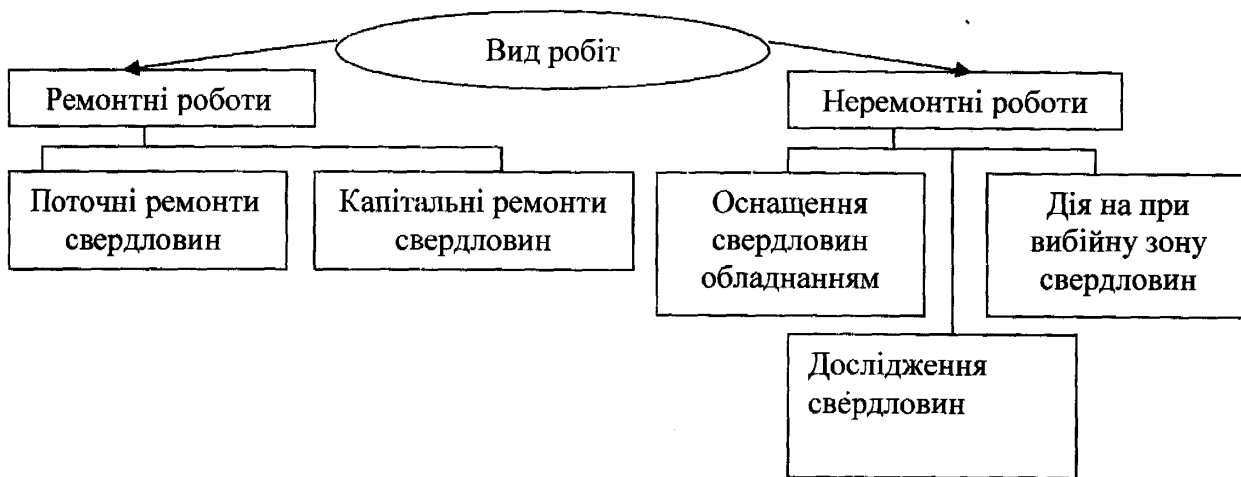 Вид робіт
Ремонтні роботи
Неремонтні роботи
Поточні ремонти
свердловин
Капітальні ремонти
свердловин
Оснащення
свердловин
обладнанням
Дія на при
вибійну зону
свердловин
Дослідження
свердловин